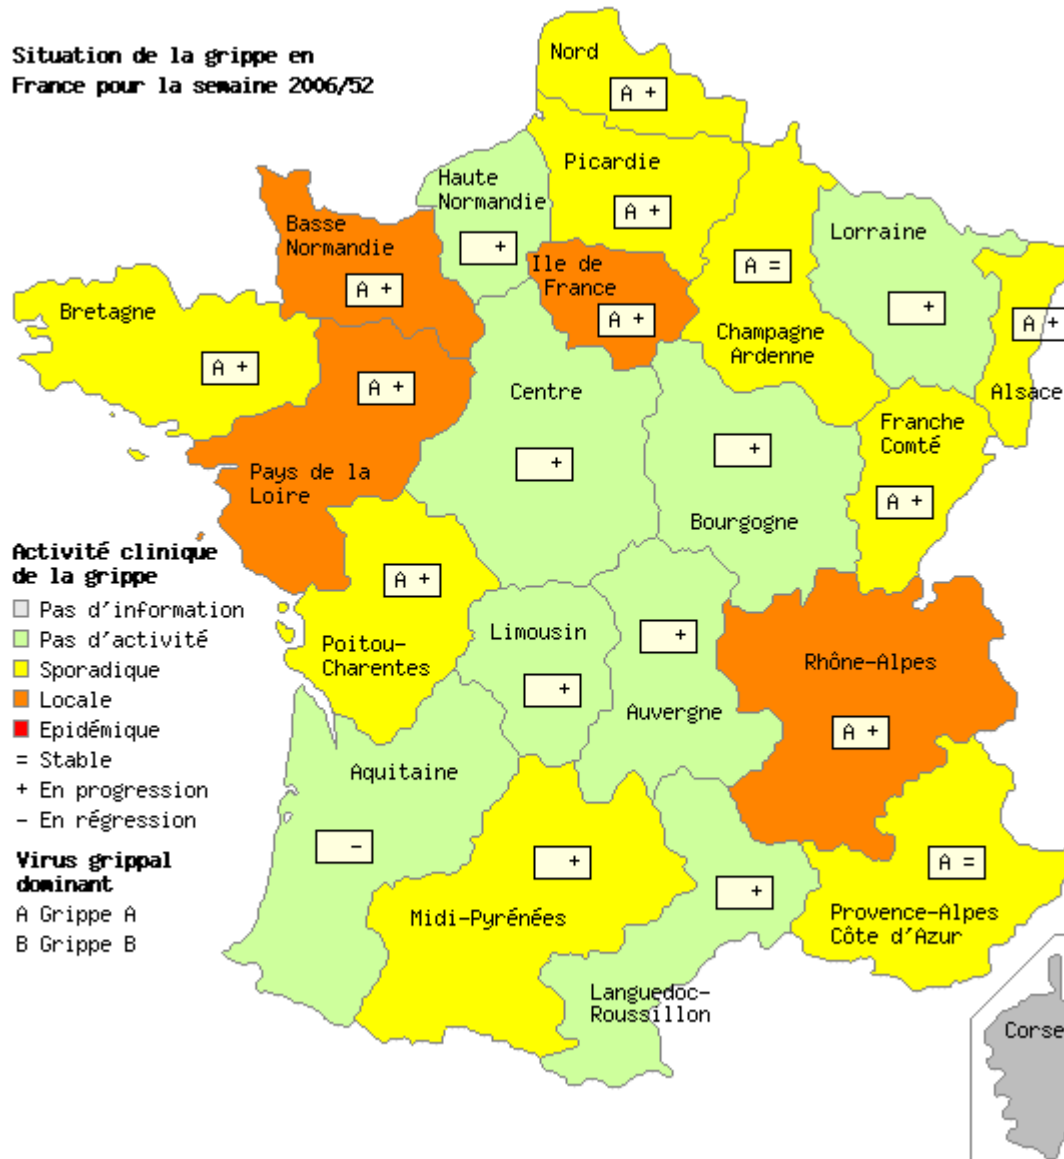 Situation de la grippe en
France pour la semaine 2006/52
Nord
A +
Picardie
A +
Haute
Normandie
+
Basse
Normandie
A +
Ile de
France
A +
A =
Champagne
Ardenne
Lorraine
+
A +
Alsace
Bretagne
A +
A +
Pays de la
Loire
Centre
+
+
Bourgogne
Franche
Comté
A +
A +
Poitou-
Charentes
Limousin
+
+
Auvergne
Rhône-Alpes
A +
Aquitaine
-
+
Midi-Pyrénées
+
Languedoc-
Roussillon
A =
Provence-Alpes
Côte d'Azur
Corse
Activité clinique
de la grippe
Pas d'information
Pas d'activité
Sporadique
Locale
Epidémique
= Stable
+ En progression
- En régression
Virus grippal
dominant
A Grippe A
B Grippe B